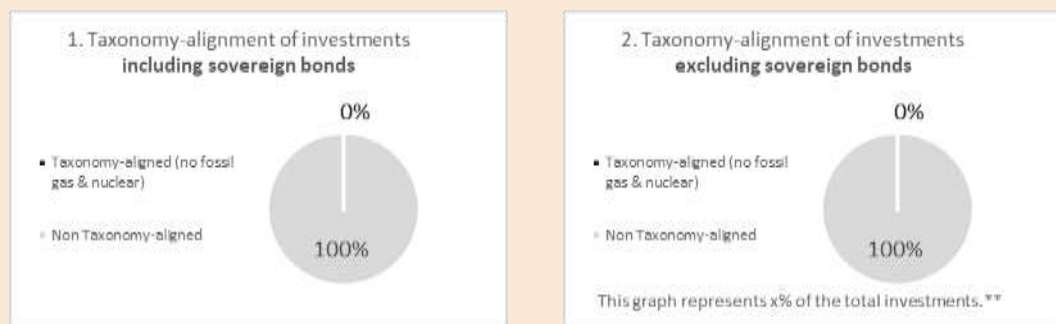 1. Taxonomy-alignment of investments
including sovereign bonds
0%
Taxonomy-aligned (no fossil
gas & nuclear)
Non Taxonomy-aligned
100%
2. Taxonomy-alignment of investments
excluding sovereign bonds
0%
Taxonomy-aligned (no fossil
gas & nuclear)
Non Taxonomy-aligned
100%
This graph represents x% of the total investments.**